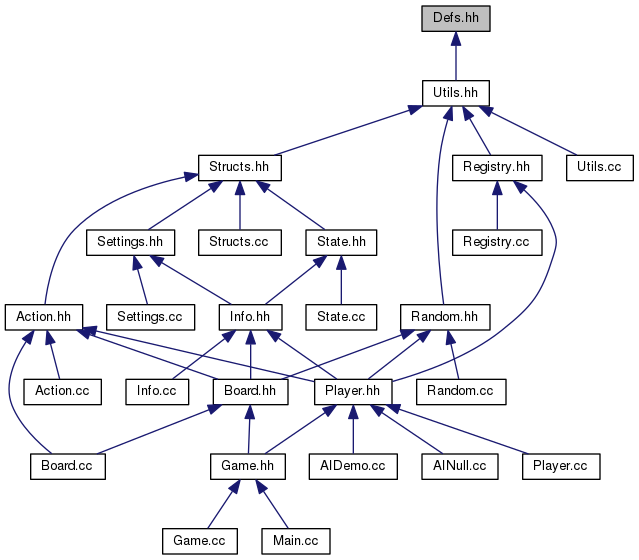 Defs.hh
Utils.hh
Structs.hh
Registry.hh
Utils.cc
Settings.hh
Structs.cc
State.hh
Registry.cc
Action.hh
Settings.cc
Info.hh
State.cc
Random.hh
Action.cc
Info.cc
Board.hh
Player.hh
Random.cc
Board.cc
Game.hh
AIDemo.cc
AINull.cc
Player.cc
Game.cc
Main.cc